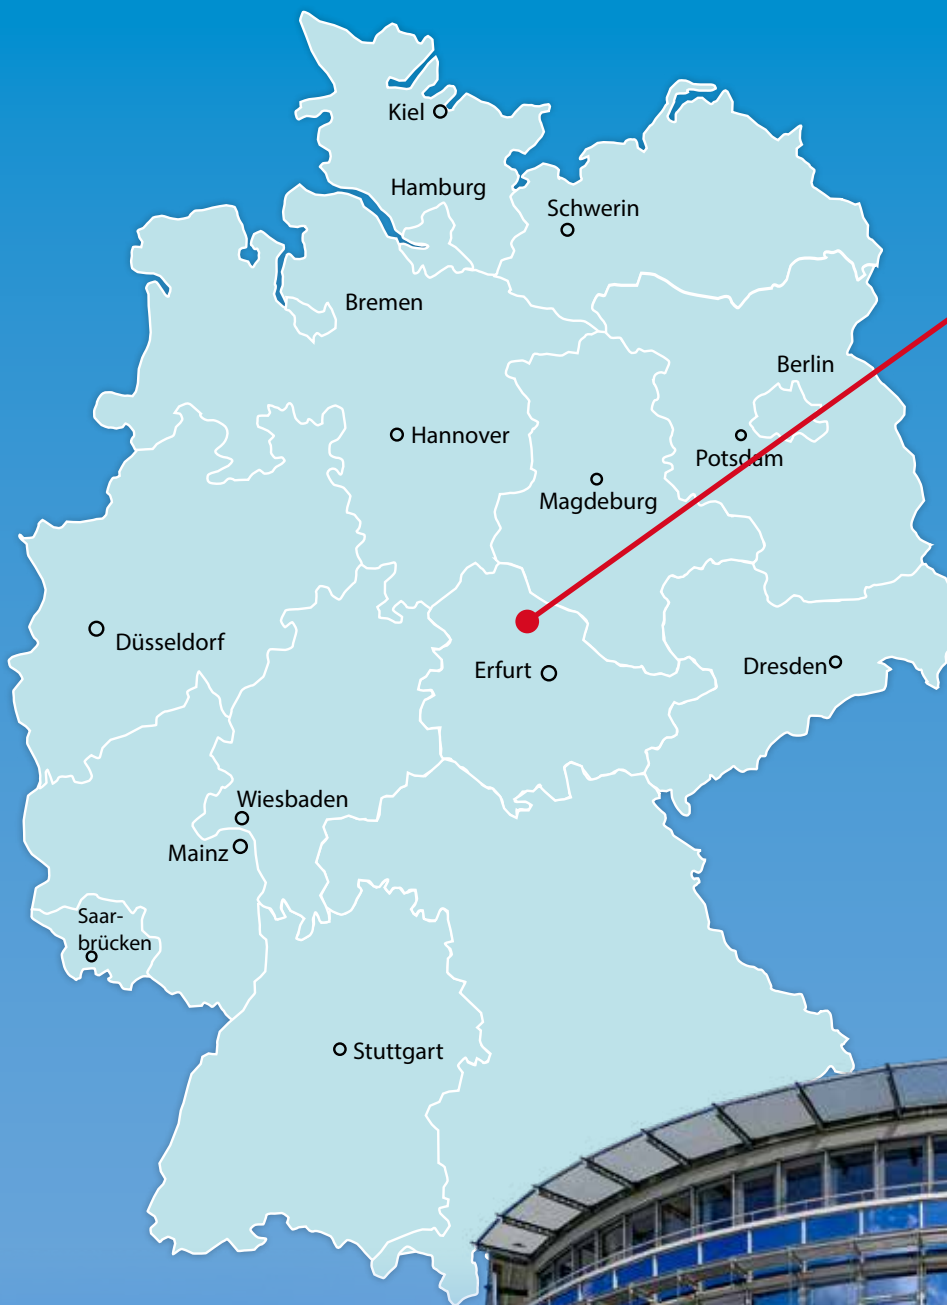 Kiel
Hamburg
Schwerin
Bremen
Berlin
Hannover
Potsdam
Magdeburg
Düsseldorf
Erfurt
Dresden
Wiesbaden
Mainz
Saar-
brücken
Stuttgart